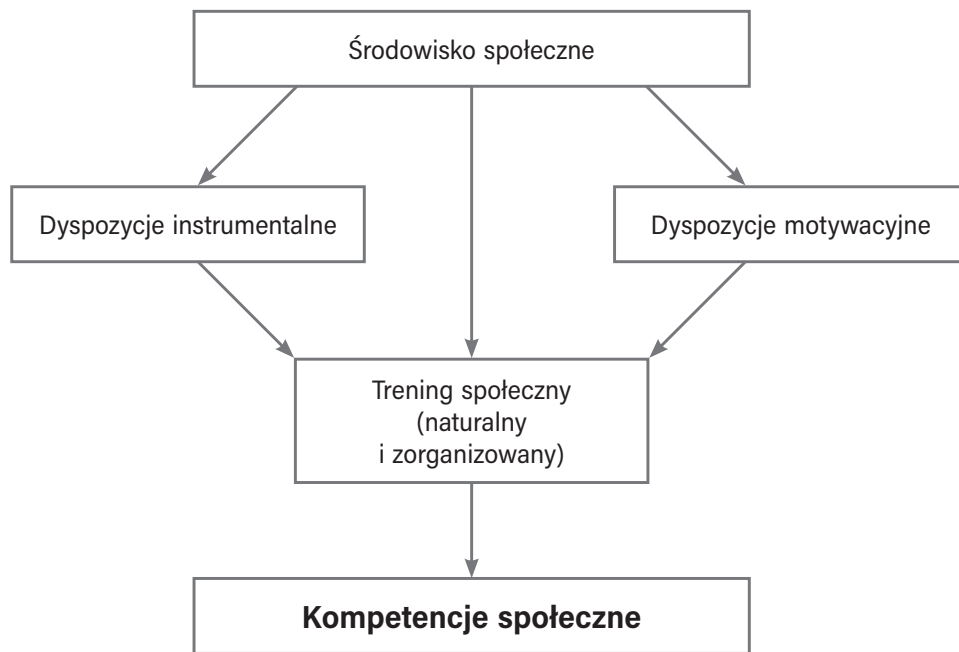 Środowisko społeczne
Dyspozycje instrumentalne
Dyspozycje motywacyjne
Trening społeczny
(naturalny
i zorganizowany)
Kompetencje społeczne